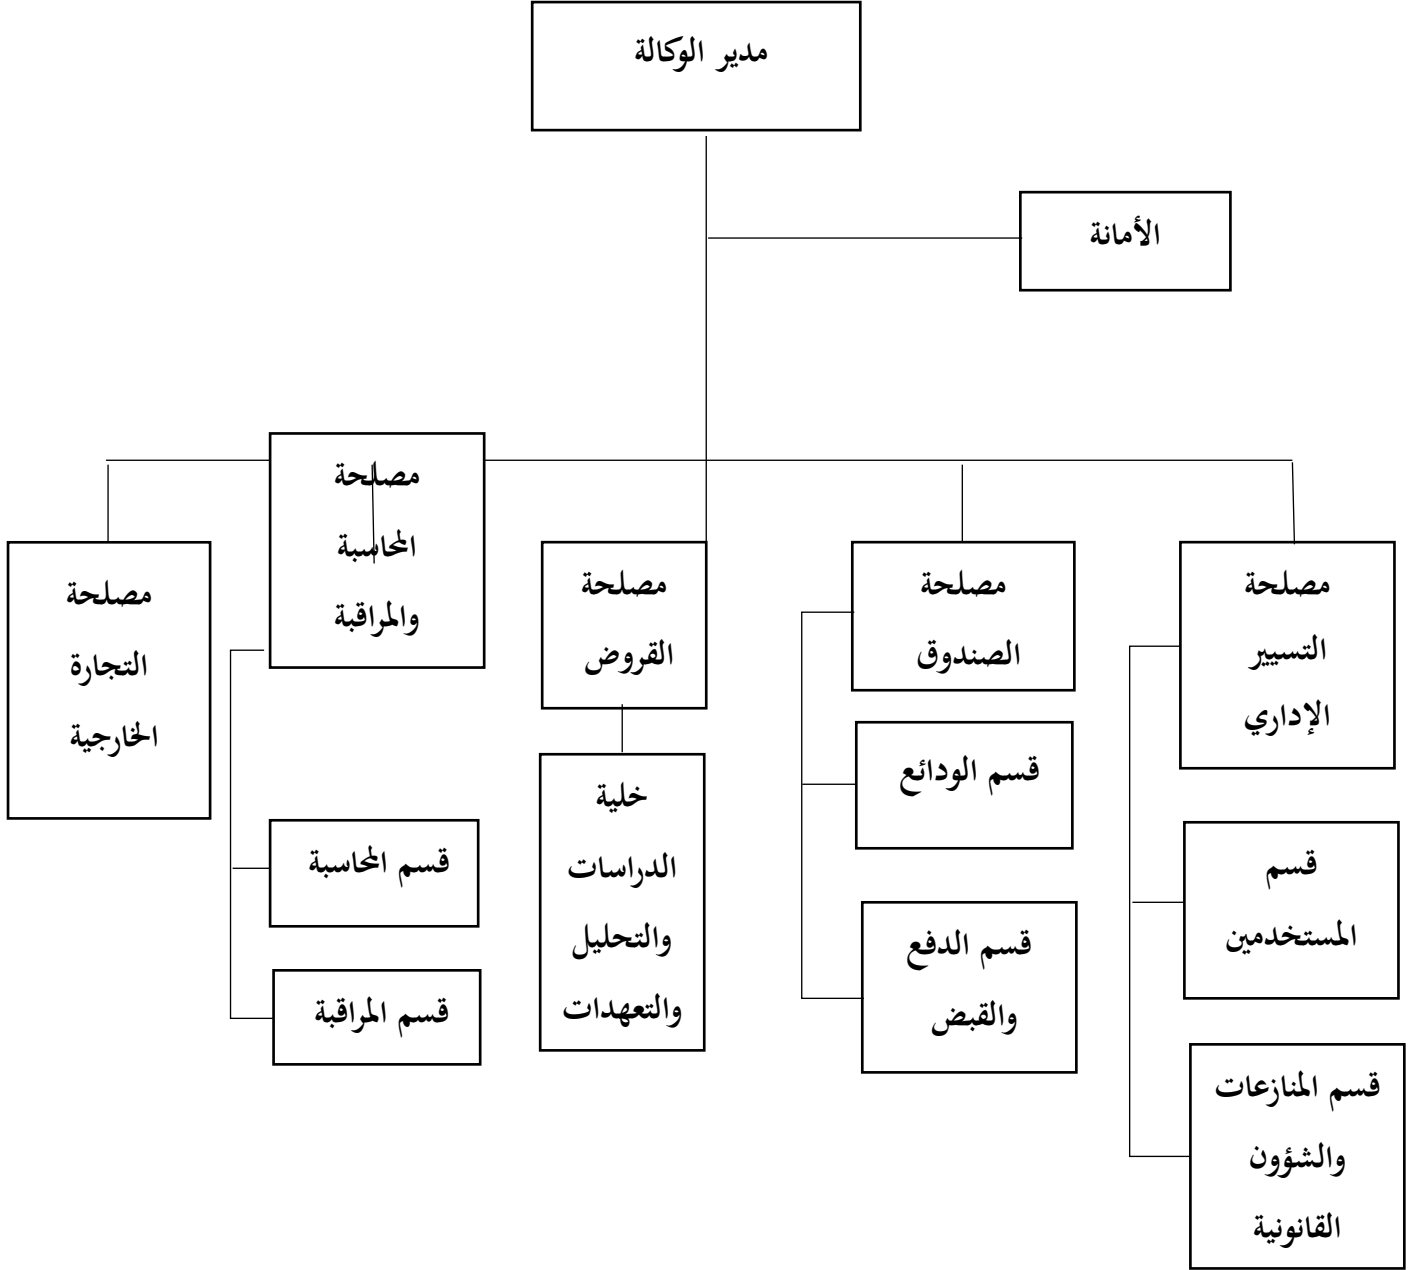 مدير الوكالة
الأمانة
مصلحة
التسيير
الإداري
مصلحة
الصندوق
مصلحة
القروض
مصلحة
المحاسبة
والمراقبة
مصلحة
التجارة
الخارجية
قسم
المستخدمين
قسم المنازعات
والشؤون
القانونية
قسم الودائع
قسم الدفع
والقبض
خلية
الدراسات
والتحليل
والتعهدات
قسم المحاسبة
قسم المراقبة